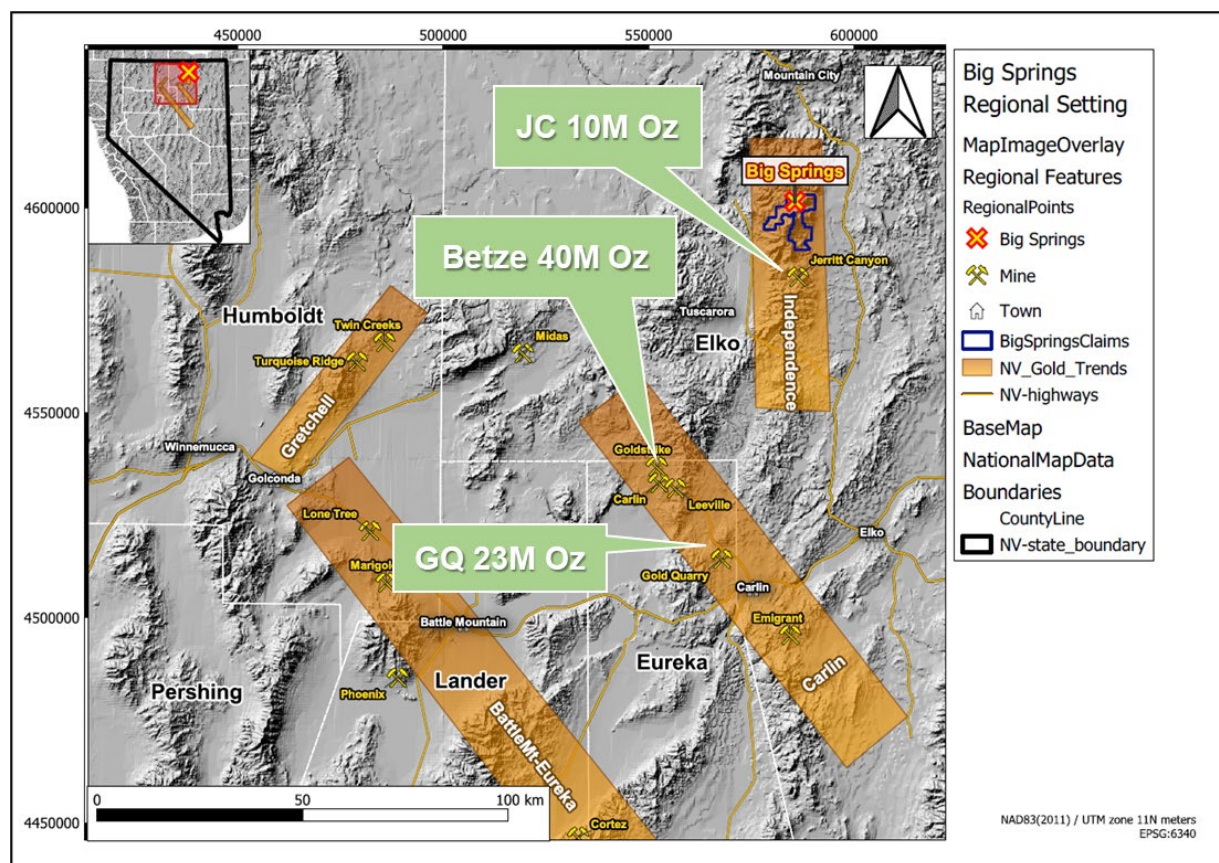 450000
500000
550000
600000
4600000
4550000
4500000
4450000
Mountain City
JC 10M Oz
Big Springs
Betze 40M Oz
Jerritt Canyon
Independence
Tuscarora
Elko
Humboldt
Twin Creeks
Turquoise Ridge
Midas
Getchell
Winnemucca
Golconda
Goldstrike
Carlin
Leeville
Lone Tree
Elko
GQ 23M Oz
Marigold
Gold Quarry
Carlin
Battle Mountain
Emigrant
Eureka
Carlin
Pershing
Lander
Phoenix
BattleMt-Eureka
Cortez
0
50
100 km
Big Springs
Regional Setting
MapImageOverlay
Regional Features
RegionalPoints
Big Springs
Mine
Town
BigSpringsClaims
NV_Gold_Trends
NV-highways
BaseMap
NationalMapData
Boundaries
CountyLine
NV-state_boundary
NAD83(2011) / UTM zone 11N meters
EPSG:6340